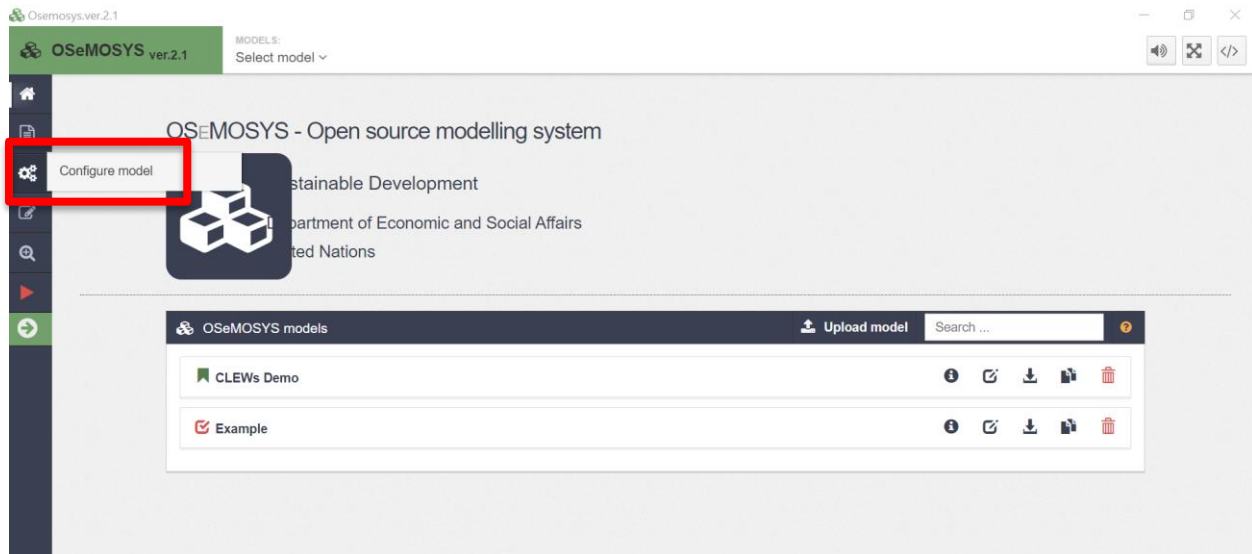 Osemosys.ver.2.1
OSeMOSYS ver.2.1
MODELS:
Select model
OSEMOSYS - Open source modelling system
Configure model
stainable Development
partment of Economic and Social Affairs
ted Nations
OSeMOSYS models
Upload model
Search ...
CLEWs Demo
Example